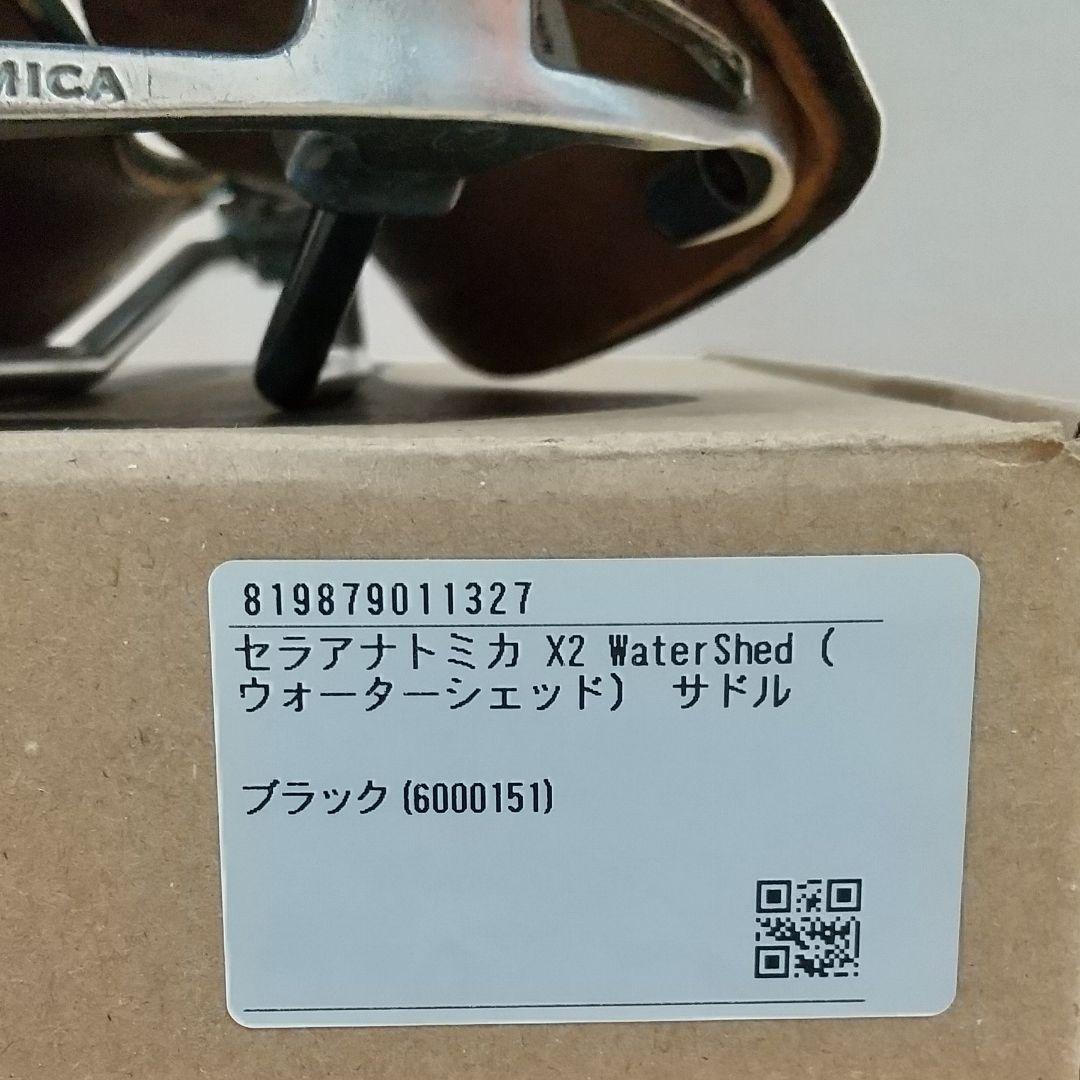 MICA
819879011327
セラアナトミカ X2 WaterShed (
ウォーターシェッド) サドル
ブラック(6000151)